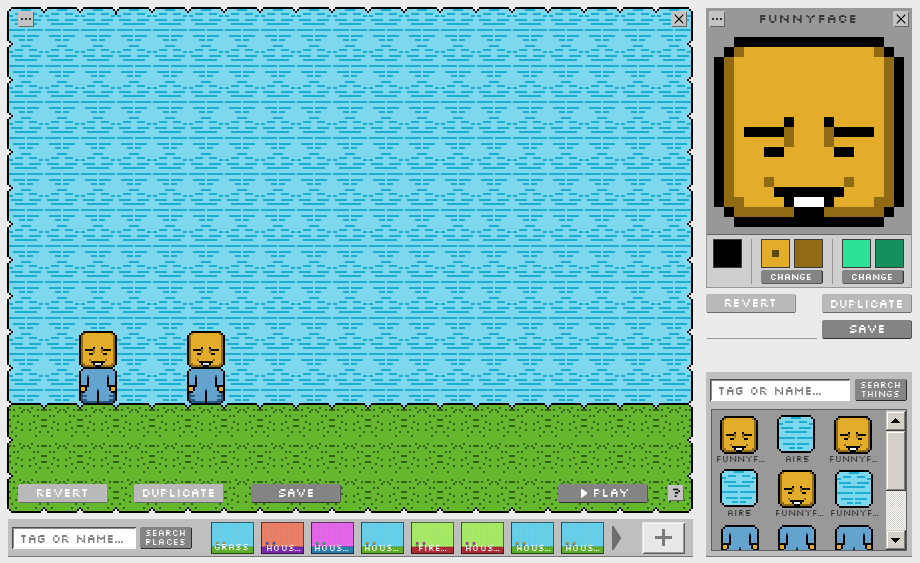 FUNNYFACE
CHANGE
CHANGE
REVERT
DUPLICATE
SAVE
TAG OR NAME...
SEARCH
THINGS
FUNNYF...
AIRS
FUNNYF...
AIRS
FUNNYF...
FUNNYF...
REVERT
DUPLICATE
SAVE
PLAY
?
TAG OR NAME...
SEARCH
PLACES
GRASS
HOUS...
HOUS...
HOUS...
FIRE...
HOUS...
HOUS...
HOUS...